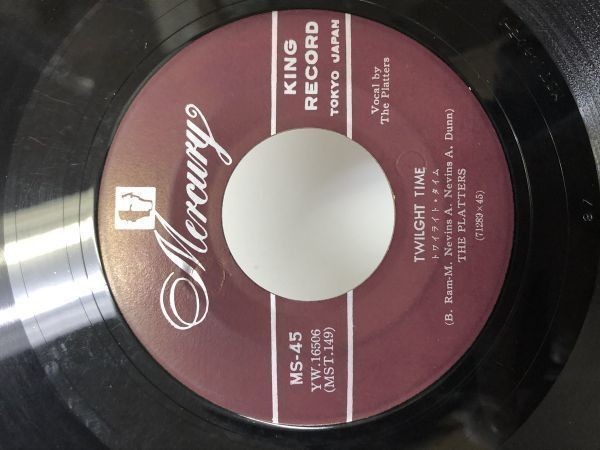 Mercury
MS-45
YW.16506
(MST.149)
KING
RECORD
TOKYO JAPAN
Vocal by
The Platters
TWILGHT TIME
トワイライト・タイム
(B. Ram-M. Nevins A. Nevins A. Dunn)
THE PLATTERS
(71289×45)